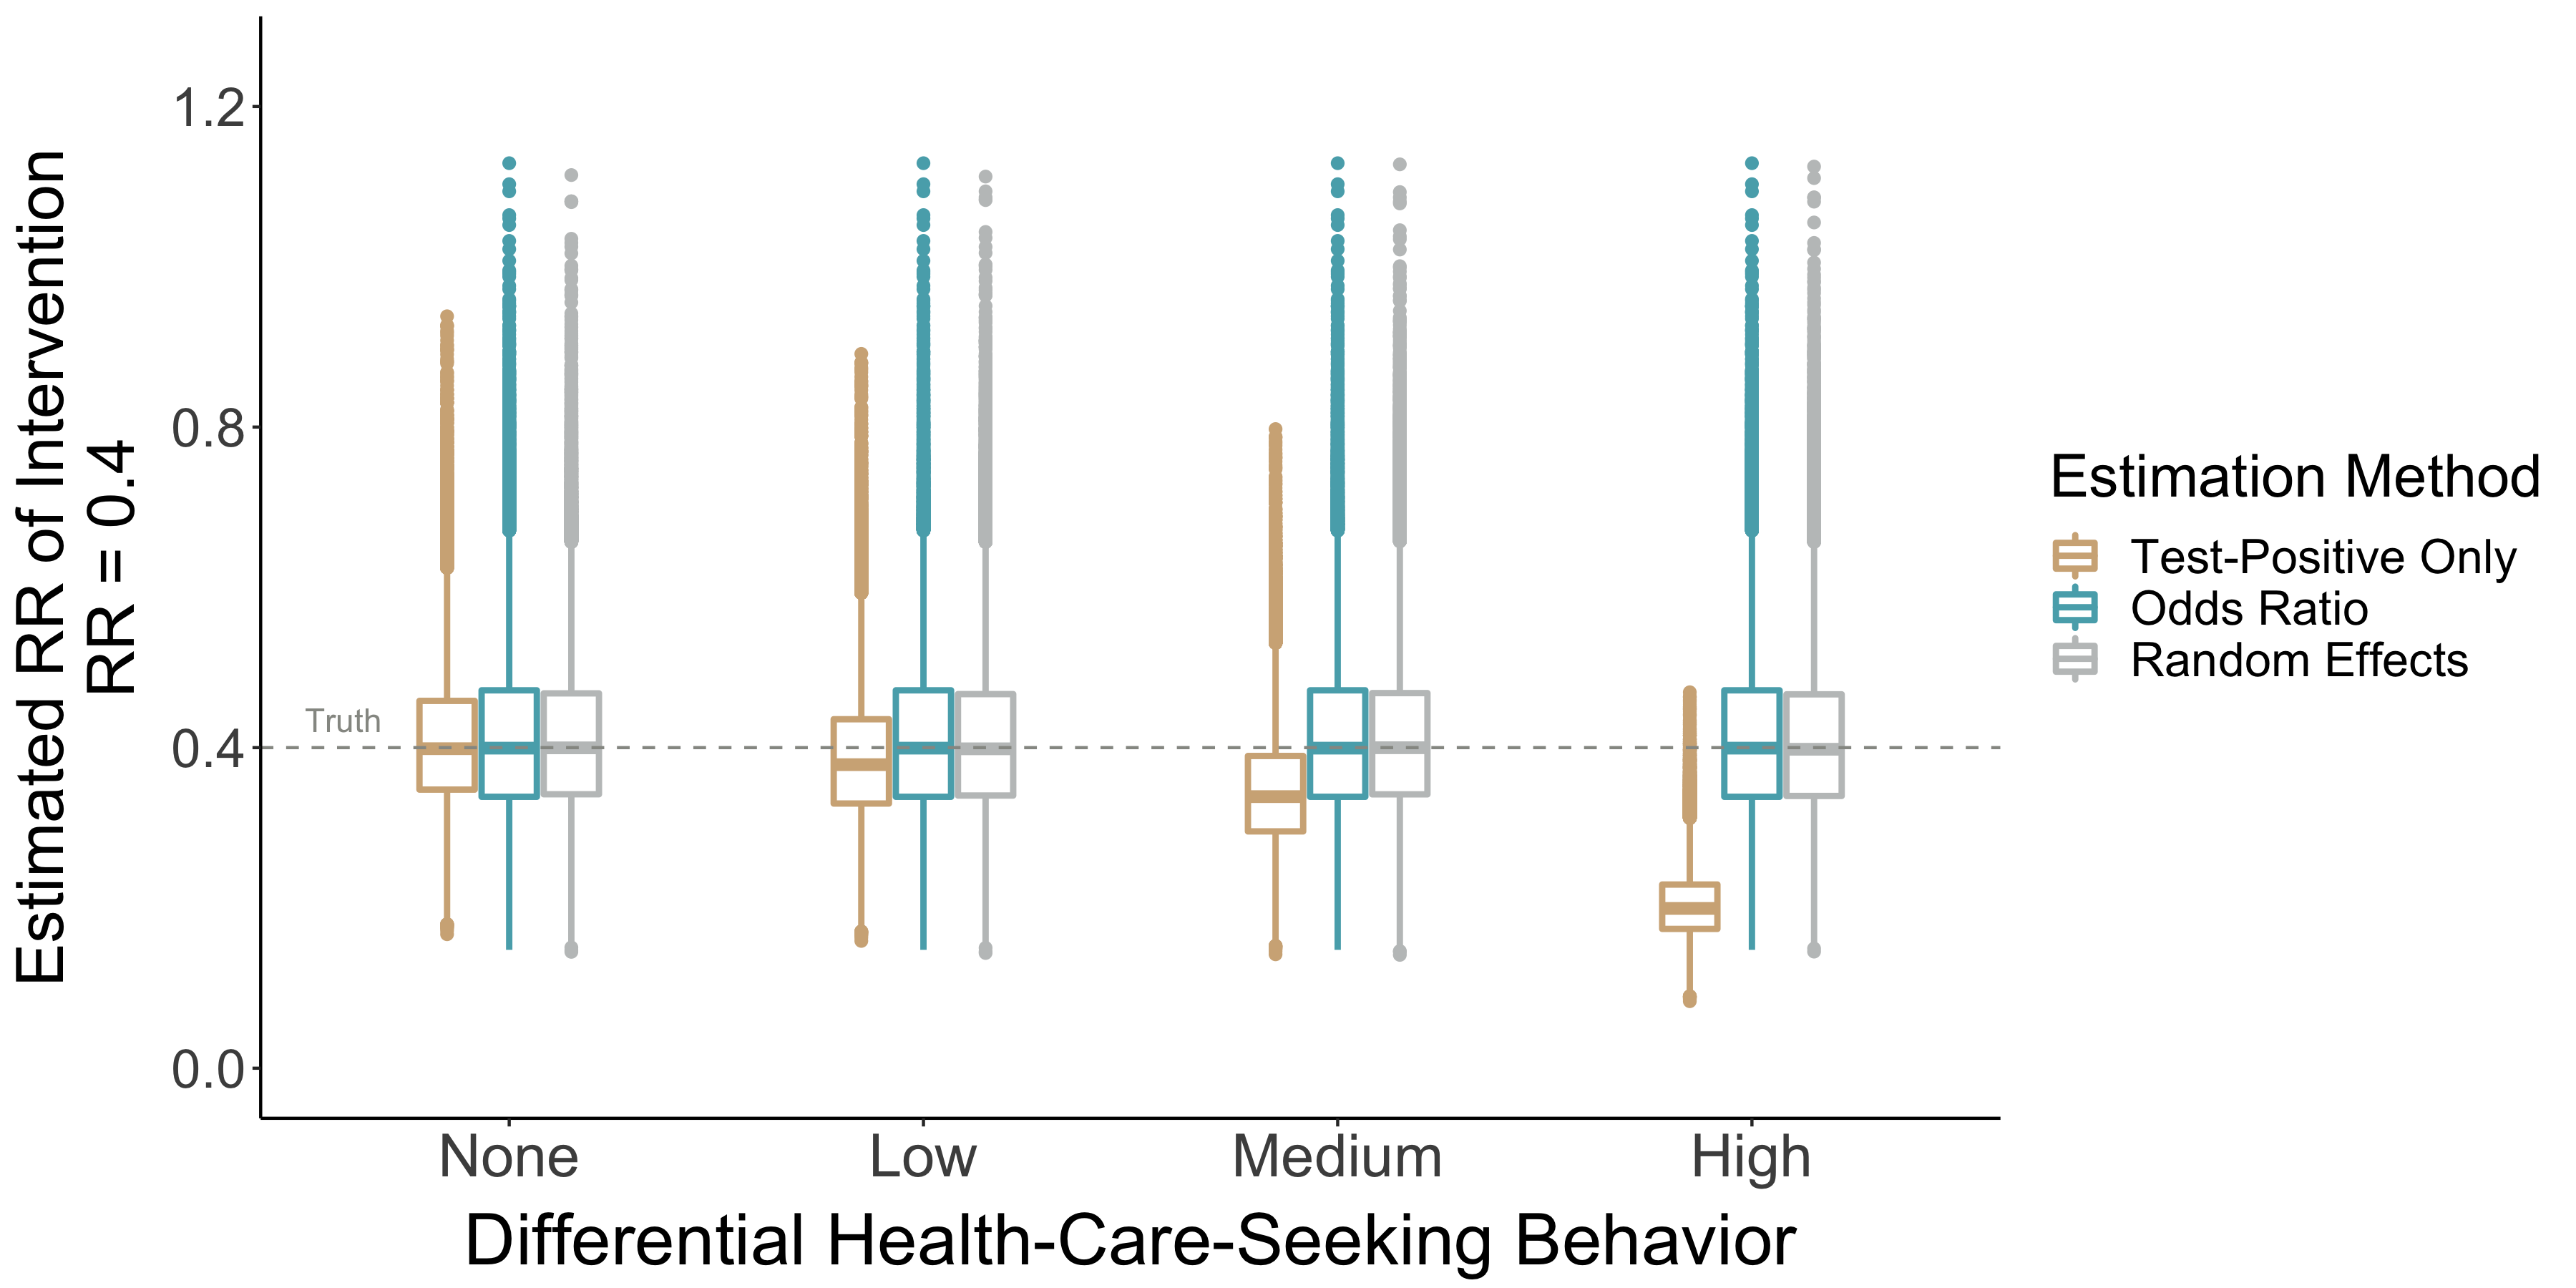 Estimated RR of Intervention
RR = 0.4
1.2
0.8
0.4
0.0
Truth
None
Low
Medium
High
Differential Health-Care-Seeking Behavior
Estimation Method
Test-Positive Only
Odds Ratio
Random Effects